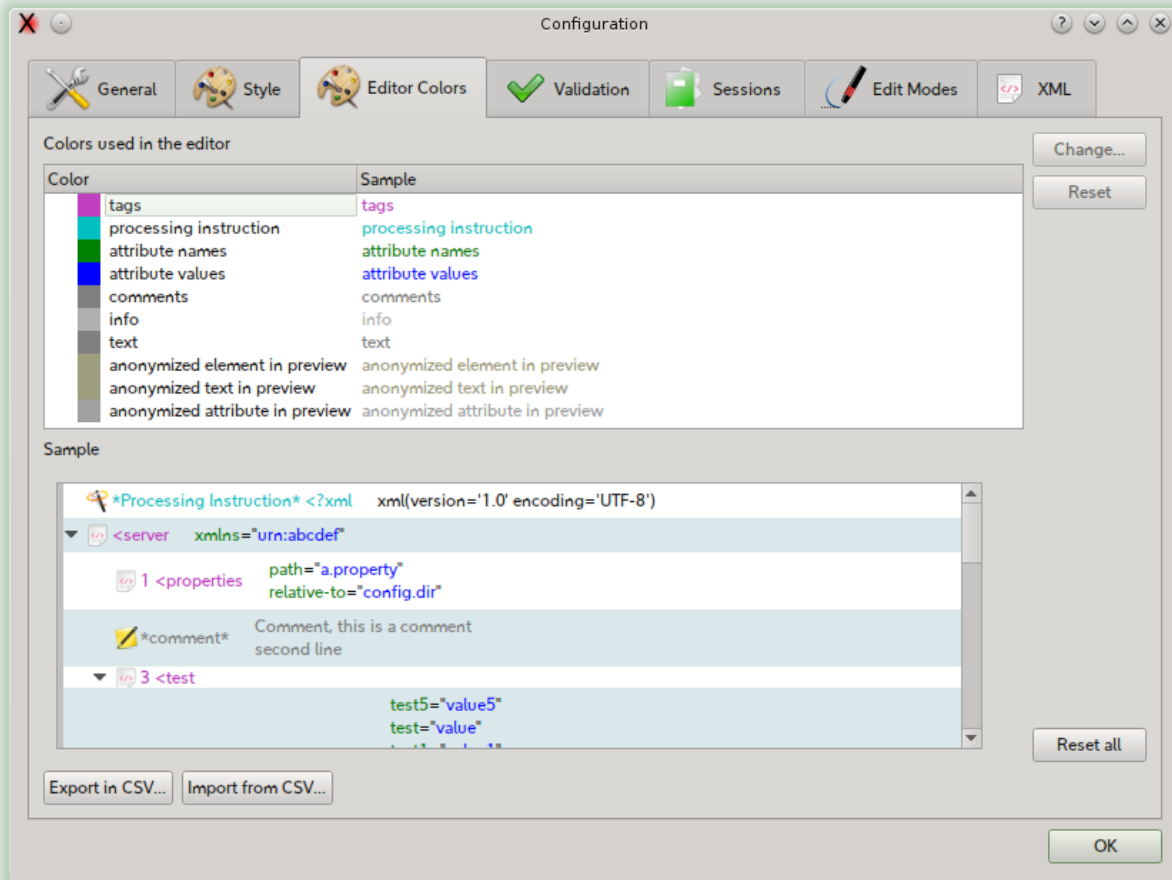 Configuration
General Style Editor Colors Validation Sessions Edit Modes XML
Colors used in the editor
Change...
Reset
Color Sample
tags tags
processing instruction processing instruction
attribute names attribute names
attribute values attribute values
comments comments
info info
text text
anonymized element in preview anonymized element in preview
anonymized text in preview anonymized text in preview
anonymized attribute in preview anonymized attribute in preview
Sample
*Processing Instruction* <?xml xml(version='1.0' encoding='UTF-8')
<server xmlns="urn:abcdef"
1 <properties path="a.property"
relative-to="config.dir"
*comment* Comment, this is a comment
second line
3 <test
test5="value5"
test="value"
Reset all
Export in CSV... Import from CSV...
OK